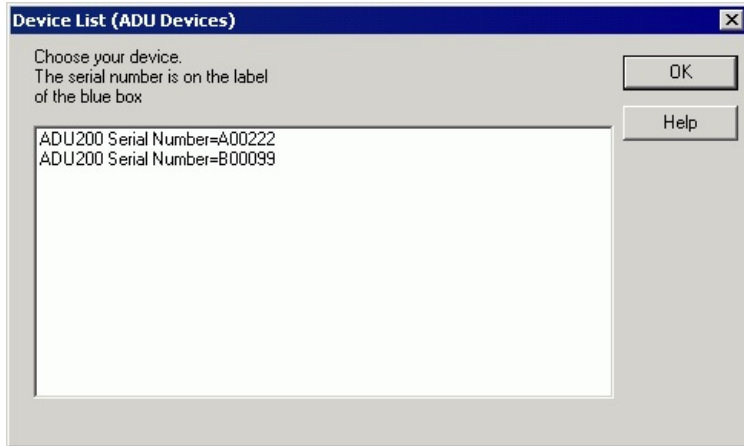 Device List (ADU Devices)
Choose your device.
The serial number is on the label
of the blue box
OK
Help
ADU200 Serial Number=A00222
ADU200 Serial Number=B00099